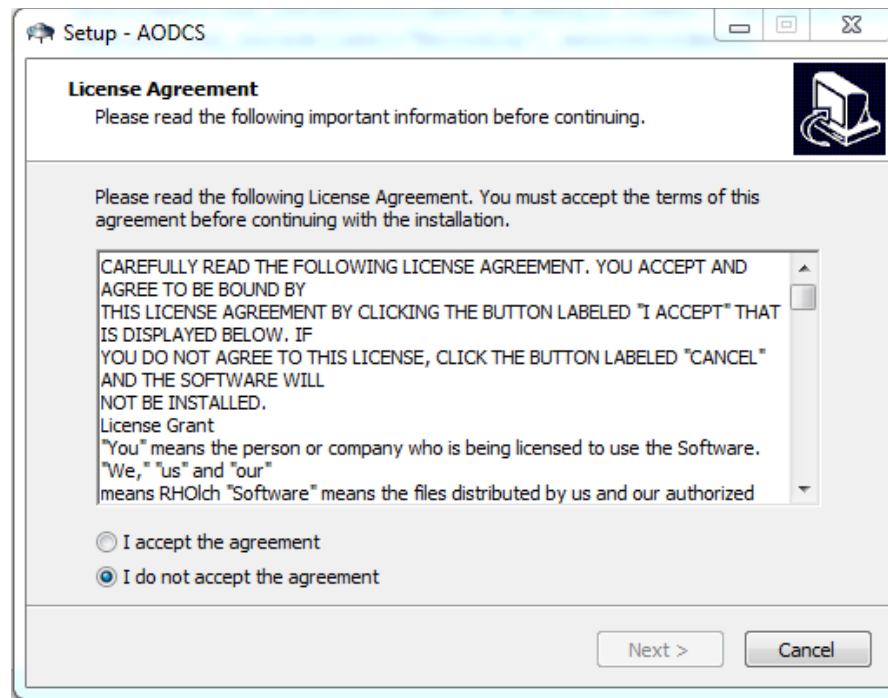 Setup - AODCS
License Agreement
Please read the following important information before continuing.
Please read the following License Agreement. You must accept the terms of this
agreement before continuing with the installation.
CAREFULLY READ THE FOLLOWING LICENSE AGREEMENT. YOU ACCEPT AND
AGREE TO BE BOUND BY
THIS LICENSE AGREEMENT BY CLICKING THE BUTTON LABELED "I ACCEPT" THAT
IS DISPLAYED BELOW. IF
YOU DO NOT AGREE TO THIS LICENSE, CLICK THE BUTTON LABELED "CANCEL"
AND THE SOFTWARE WILL
NOT BE INSTALLED.
License Grant
"You" means the person or company who is being licensed to use the Software.
"We," "us" and "our"
means RHOlch "Software" means the files distributed by us and our authorized
I accept the agreement
I do not accept the agreement
Next >
Cancel